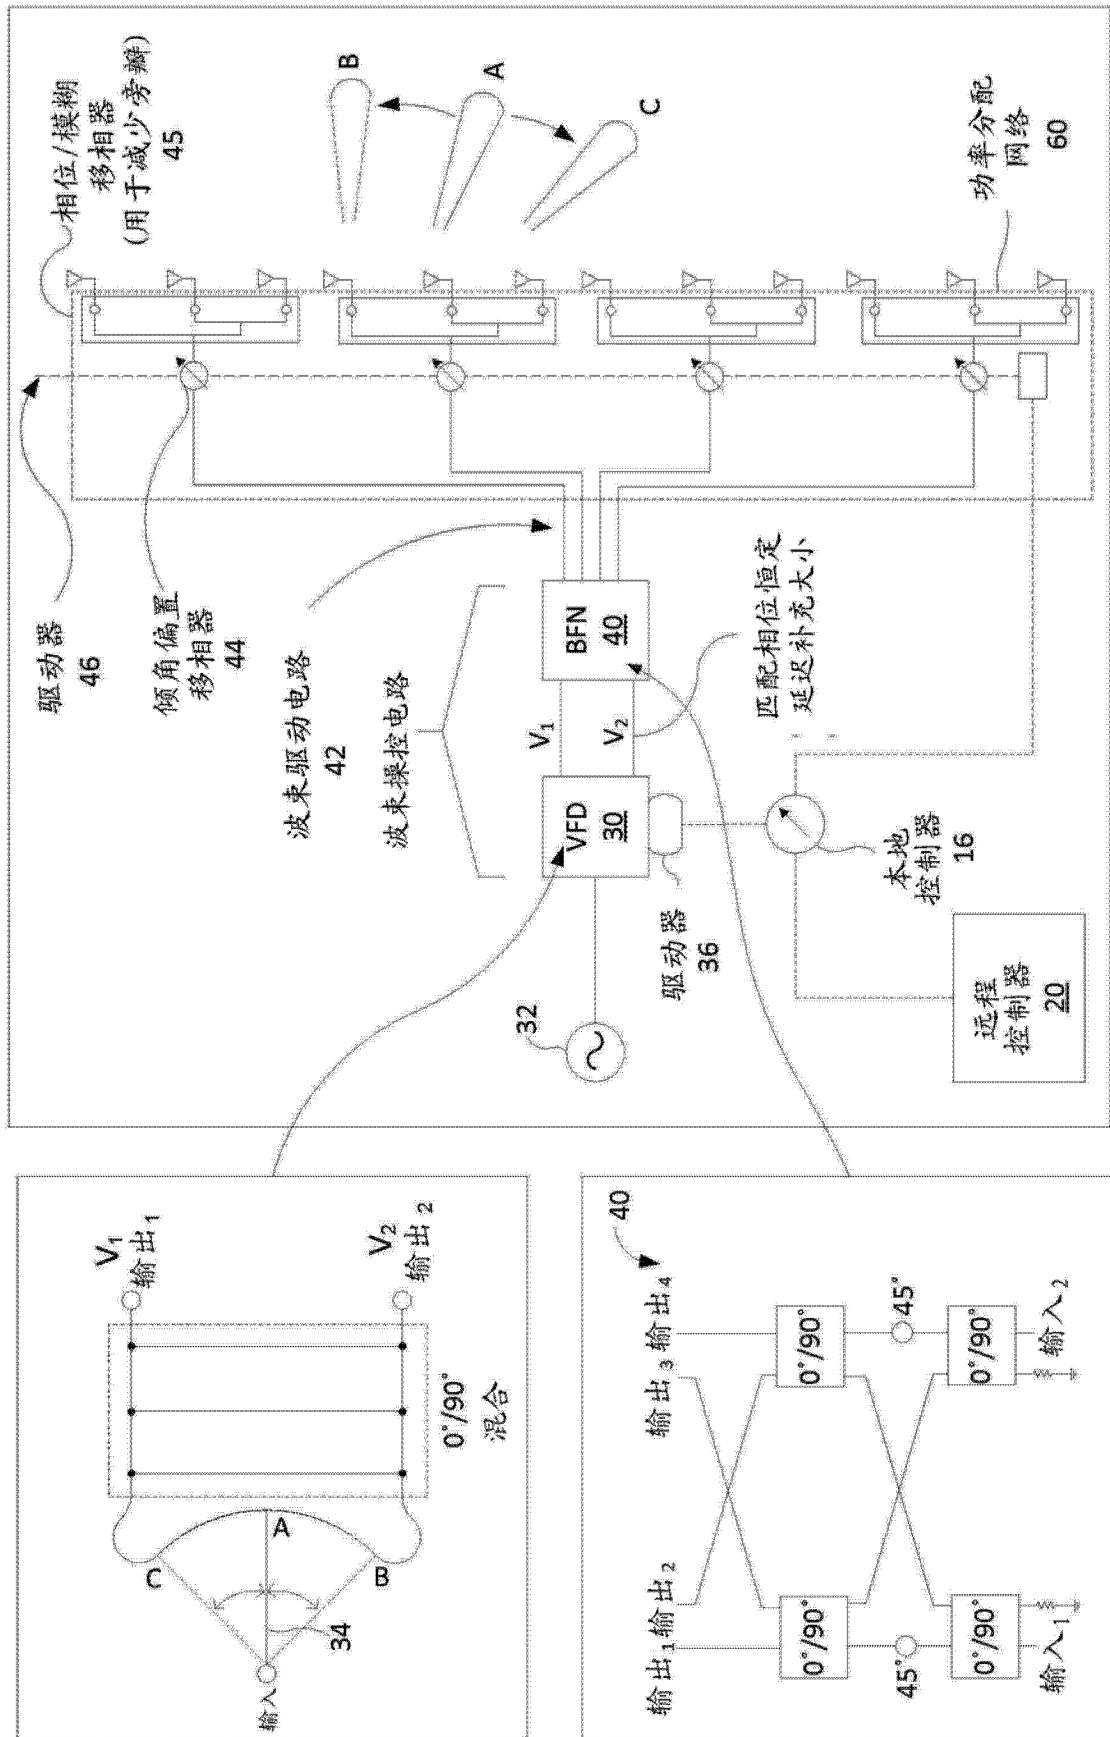 驱动器
46
倾角偏置
移相器
44
波束驱动电路
42
波束操控电路
相位/模糊
移相器
(用于减少旁瓣)
45
B
A
C
功率分配
网络
60
32
VFD
30
V1
V2
BFN
40
匹配相位恒定
延迟补充大小
驱动器
36
本地
控制器
16
远程
控制器
20
输入
34
C
A
B
V1
输出1
V2
输出2
0°/90°
混合
40
输出1
输出2
输出3
输出4
0°/90°
0°/90°
45°
45°
0°/90°
0°/90°
输入1
输入2